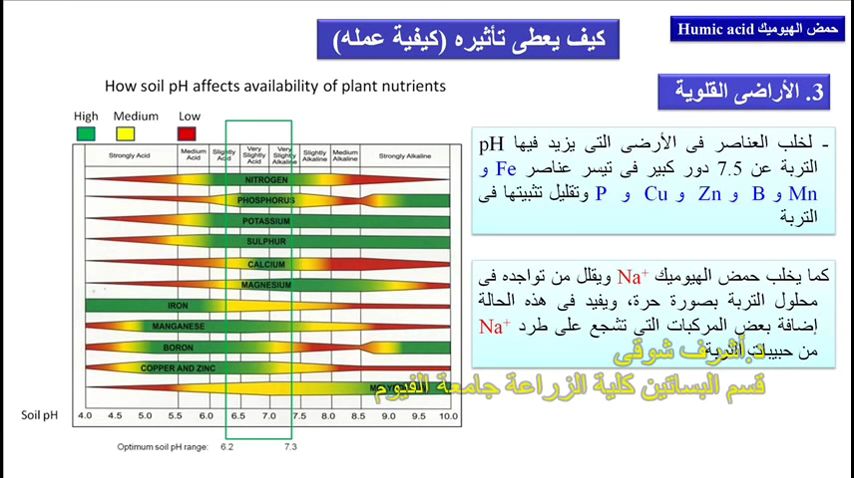 حمض الهيوميك Humic acid
كيف يعطى تأثيره (كيفية عمله)
3. الأراضى القلوية
How soil pH affects availability of plant nutrients
High Medium Low
Strongly Acid
Medium Acid
Slightly Acid
Very Slightly Acid
Very Slightly Alkaline
Slightly Alkaline
Medium Alkaline
Strongly Alkaline
NITROGEN
PHOSPHORUS
POTASSIUM
SULPHUR
CALCIUM
MAGNESIUM
IRON
MANGANESE
BORON
COPPER AND ZINC
Soil pH 4.0 4.5 5.0 5.5 6.0 6.5 7.0 7.5 8.0 8.5 9.0 9.5 10.0
Optimum soil pH range: 6.2 7.3
- لخلب العناصر فى الأرضى التى يزيد فيها pH
التربة عن 7.5 دور كبير فى تيسر عناصر Fe و
Mn و B و Zn و Cu و P وتقليل تثبيتها فى
التربة
كما يخلب حمض الهيوميك Na⁺ ويقلل من تواجده فى
محلول التربة بصورة حرة، ويفيد فى هذه الحالة
إضافة بعض المركبات التى تشجع على طرد Na⁺
من حبيبات التربة
د.أشرف شوقى
قسم البساتين كلية الزراعة جامعة الفيوم